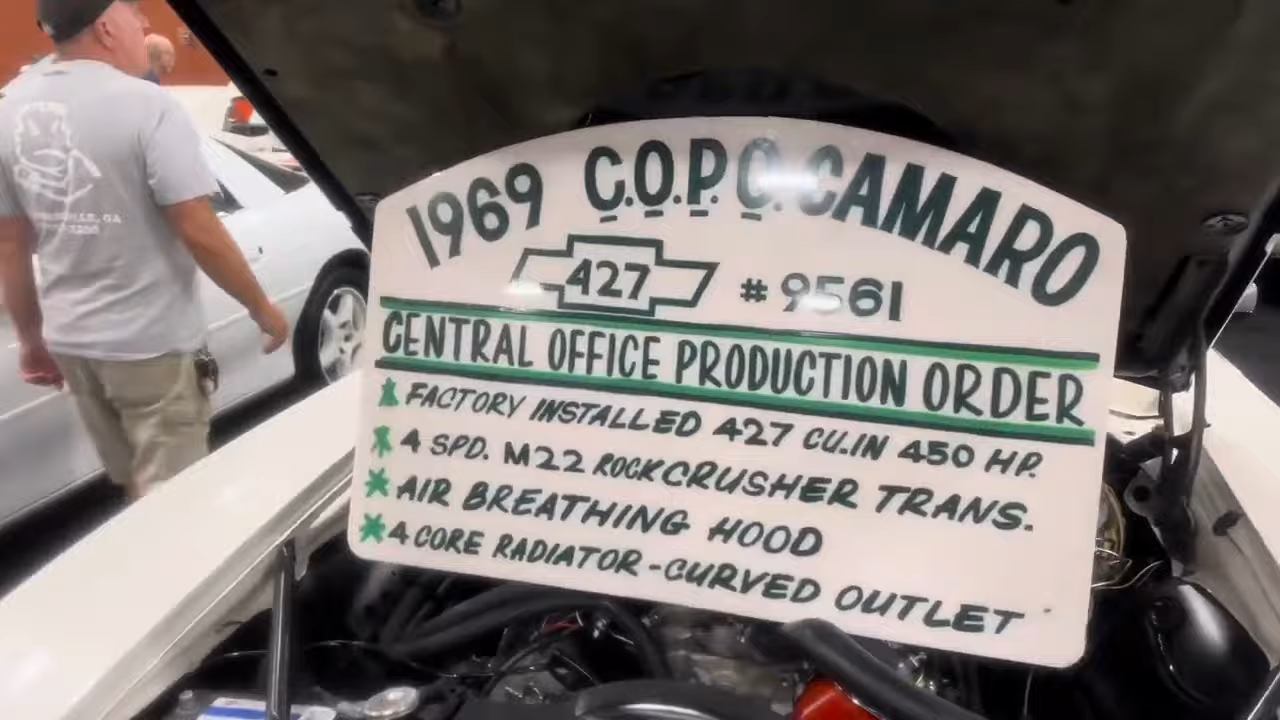 1969 C.O.P.O. CAMARO
427 # 9561
CENTRAL OFFICE PRODUCTION ORDER
* FACTORY INSTALLED 427 CU.IN 450 HP.
* 4 SPD. M22 ROCKCRUSHER TRANS.
* AIR BREATHING HOOD
* 4 CORE RADIATOR-CURVED OUTLET